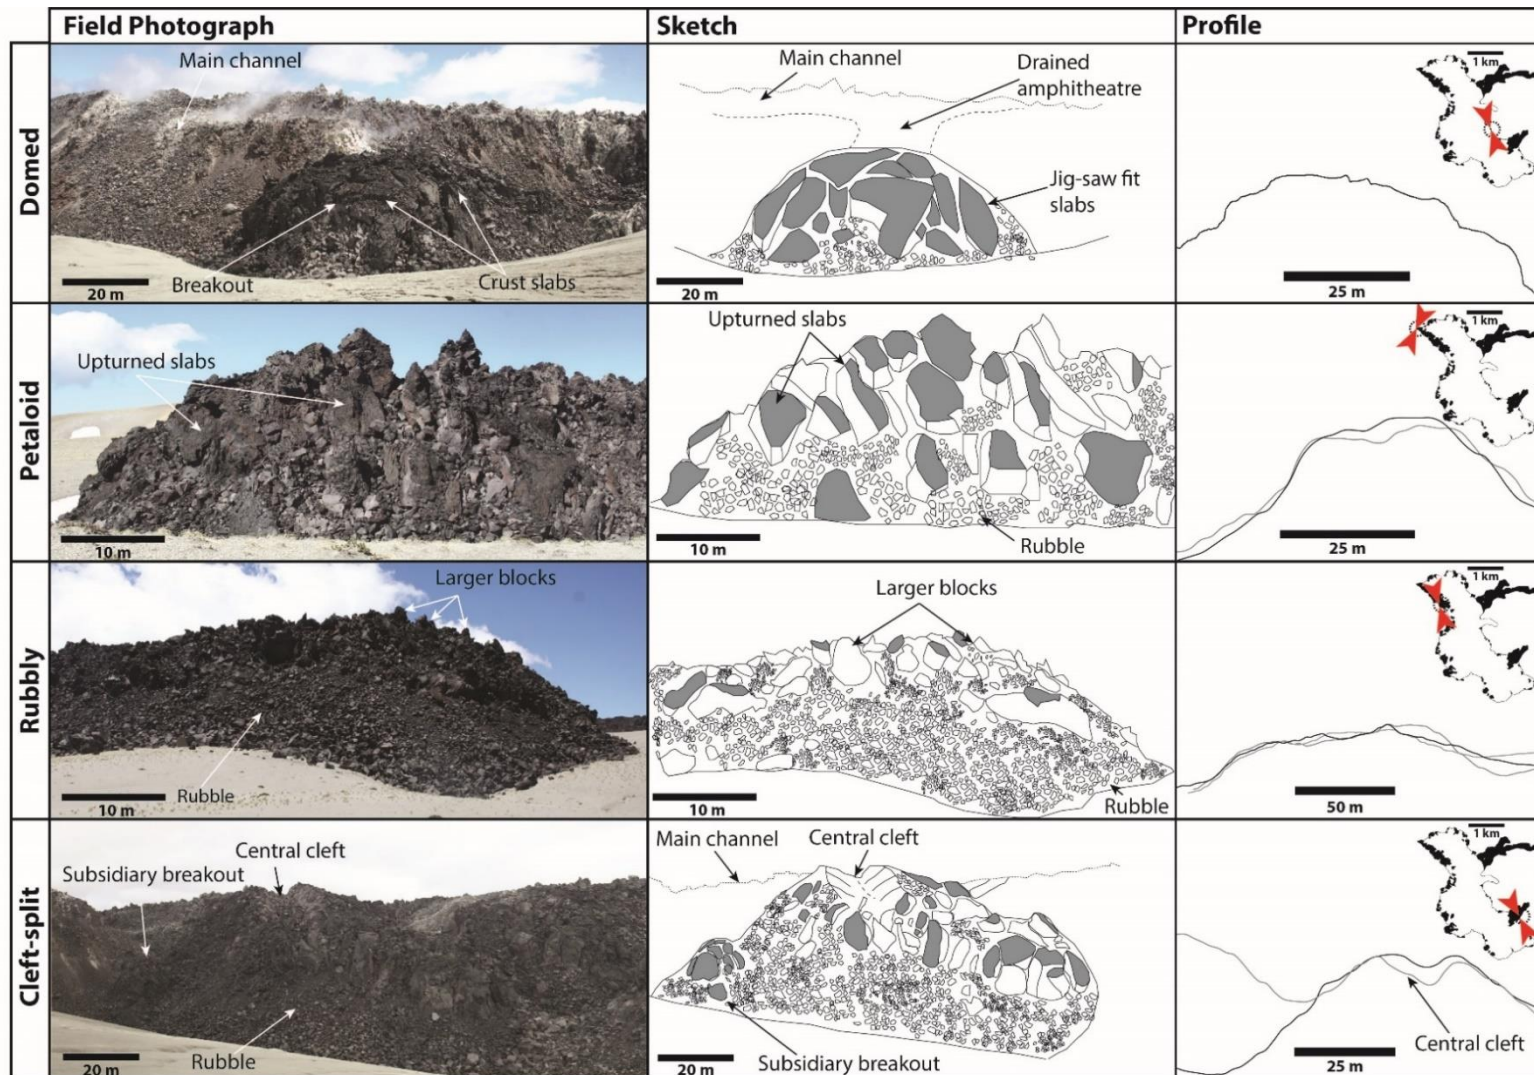 Field Photograph
Sketch
Profile
Domed
Main channel
Breakout
Crust slabs
20 m
Main channel
Drained
amphitheatre
Jig-saw fit
slabs
20 m
1 km
25 m
Petaloid
Upturned slabs
10 m
Upturned slabs
Rubble
10 m
1 km
25 m
Rubbly
Larger blocks
Rubble
10 m
Larger blocks
Rubble
10 m
1 km
50 m
Cleft-split
Central cleft
Subsidiary breakout
Rubble
20 m
Main channel
Central cleft
Subsidiary breakout
20 m
1 km
Central cleft
25 m